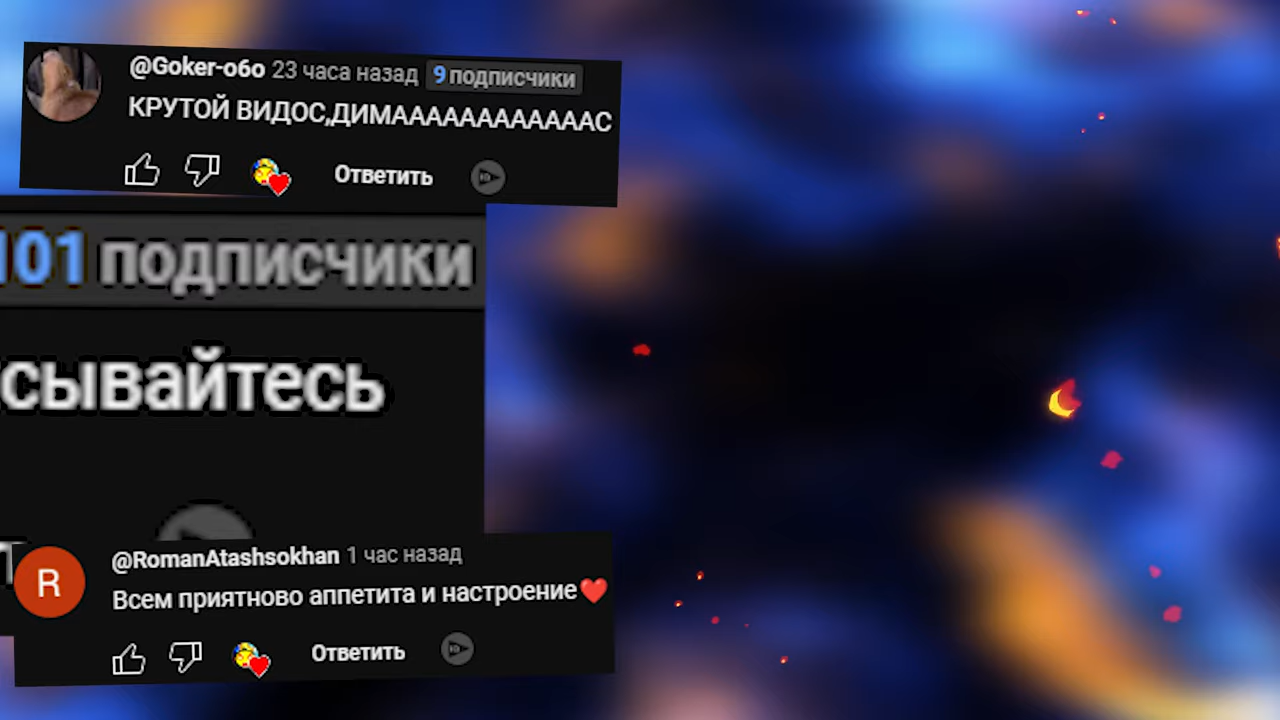 @Goker-o6o 23 часа назад 9 подписчики
КРУТОЙ ВИДОС,ДИМАААААААААААААС
Ответить
101 подписчики
сывайтесь
@RomanAtashsokhan 1 час назад
R
Всем приятново аппетита и настроение❤️
Ответить